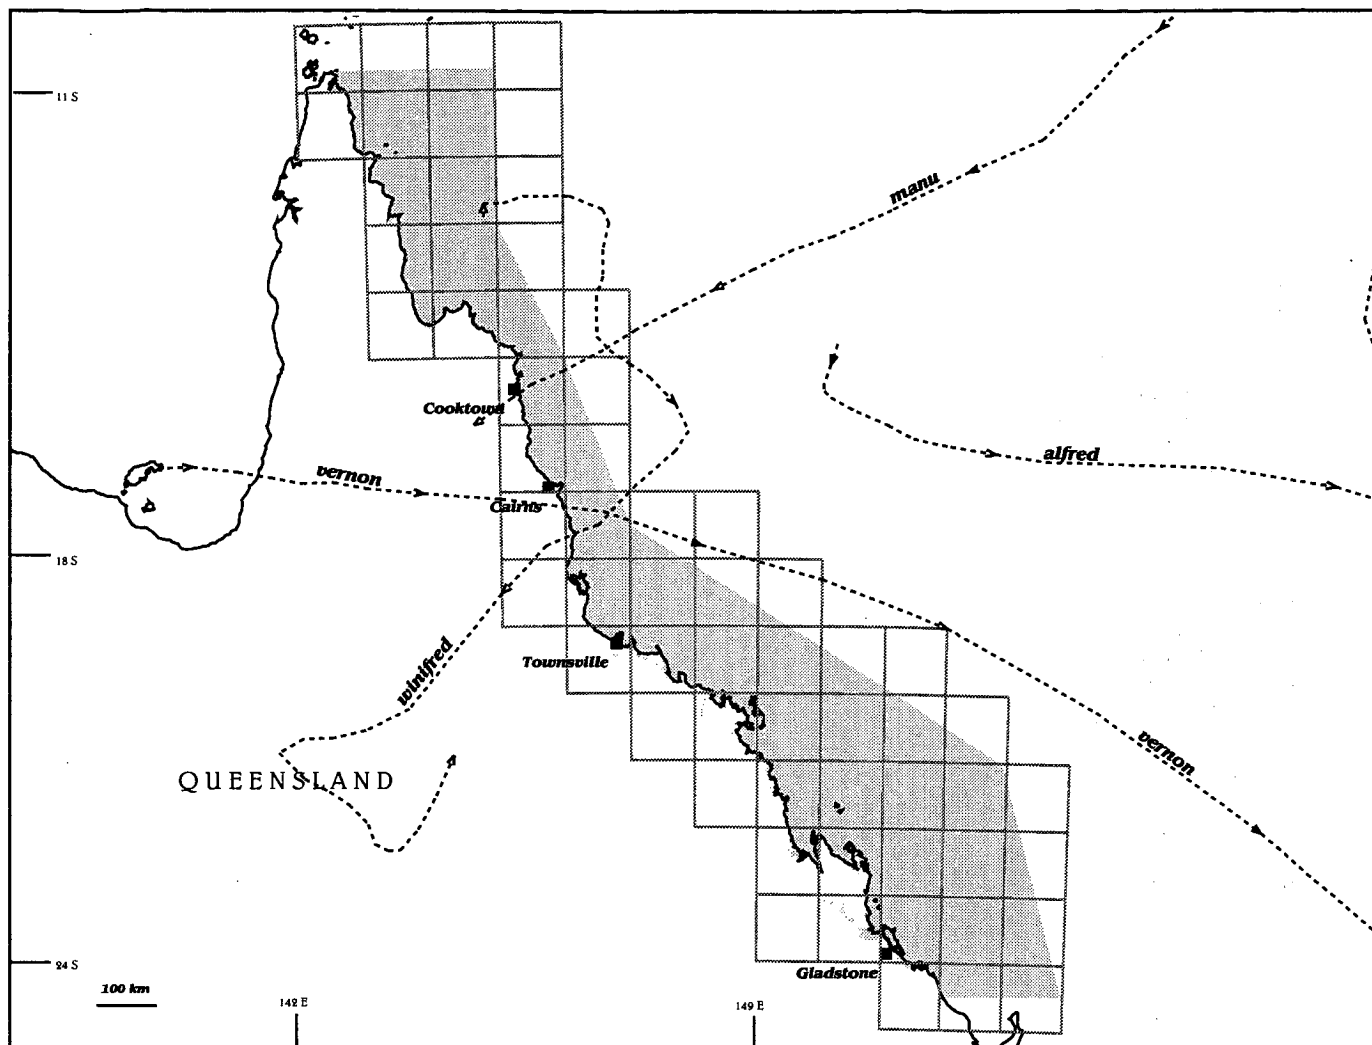 11 S
manu
Cooktown
alfred
vernon
Cairns
18 S
Townsville
winifred
vernon
QUEENSLAND
24 S
Gladstone
100 km
142 E
149 E